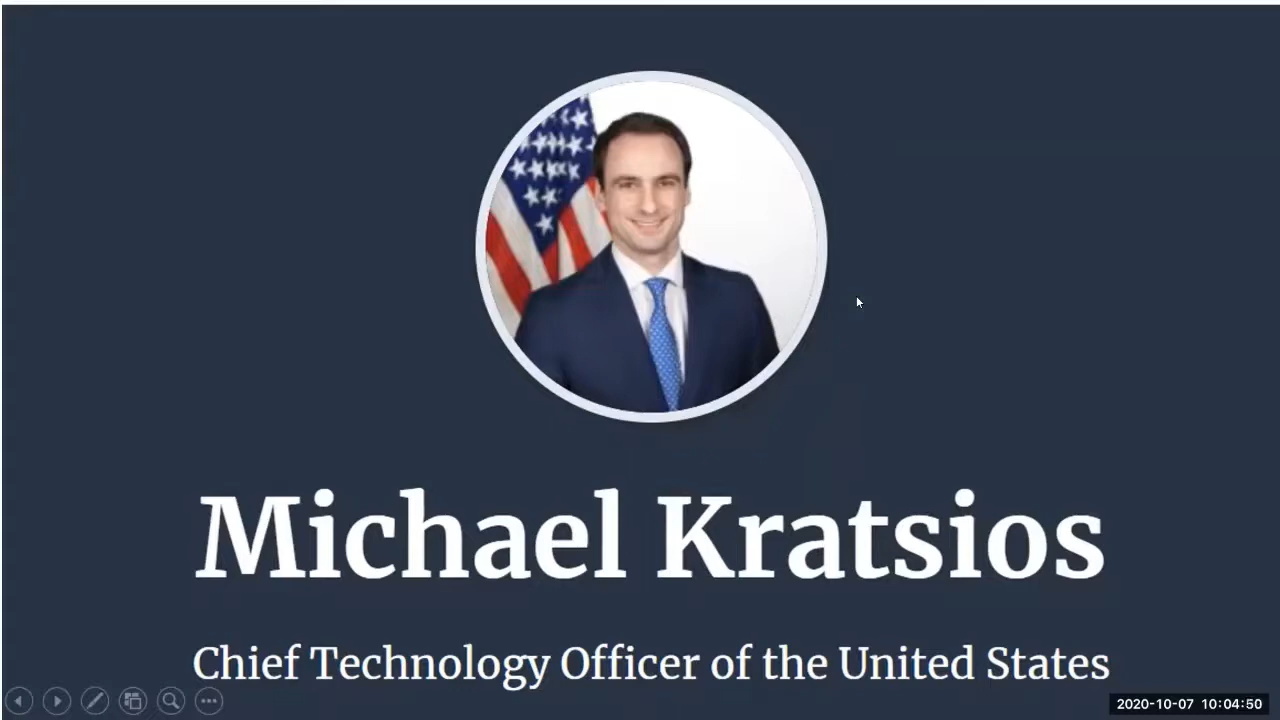 Michael Kratsios
Chief Technology Officer of the United States
2020-10-07 10:04:50